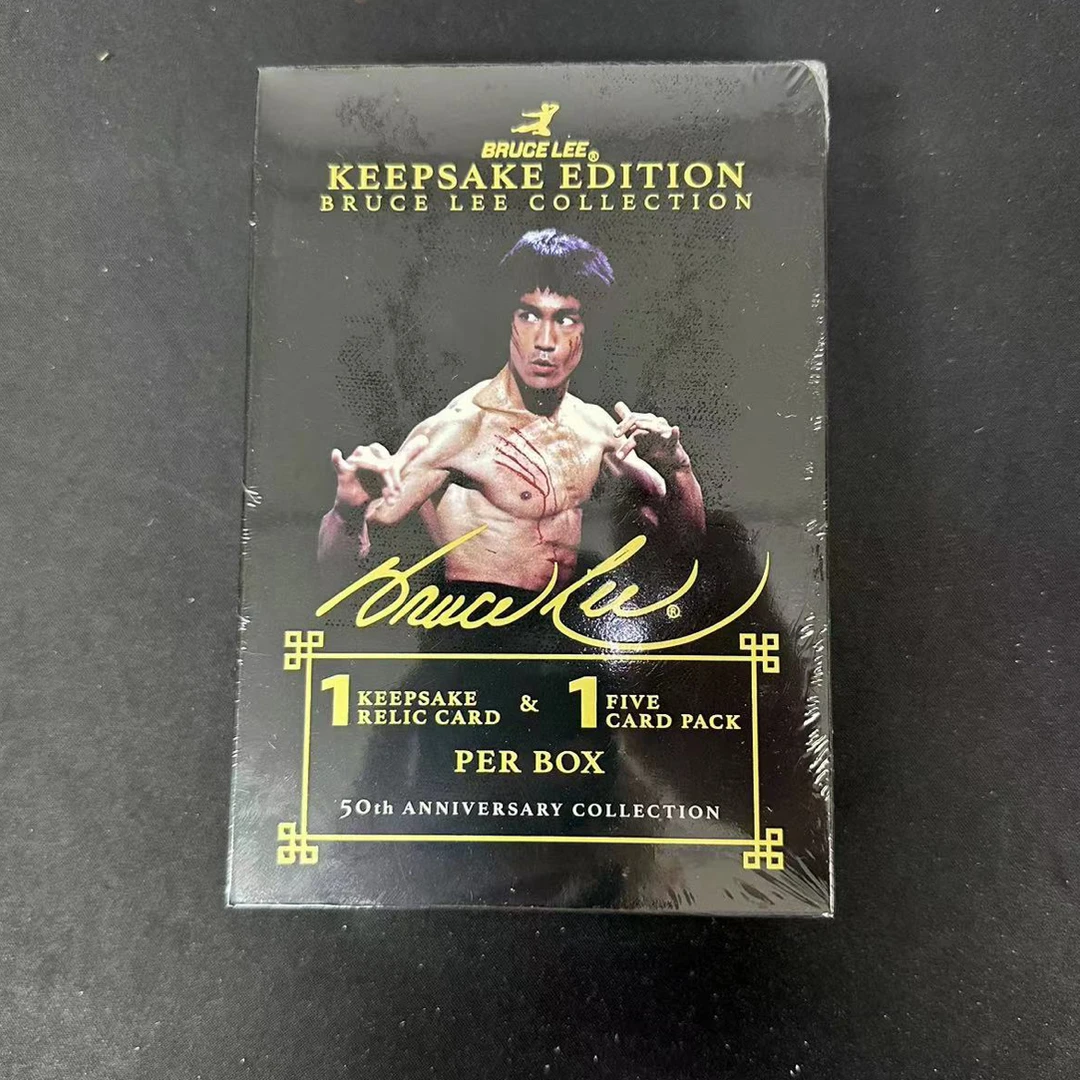 BRUCE LEE®
KEEPSAKE EDITION
BRUCE LEE COLLECTION
Bruce Lee®
1 KEEPSAKE RELIC CARD & 1 FIVE CARD PACK
PER BOX
50th ANNIVERSARY COLLECTION